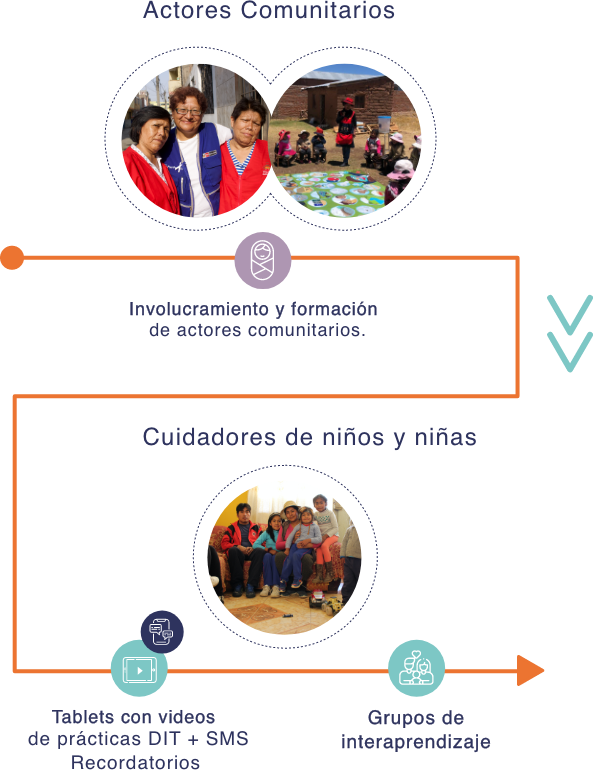 Actores Comunitarios
Involucramiento y formación
de actores comunitarios.
Cuidadores de niños y niñas
Tablets con videos
de prácticas DIT + SMS
Recordatorios
Grupos de
interaprendizaje